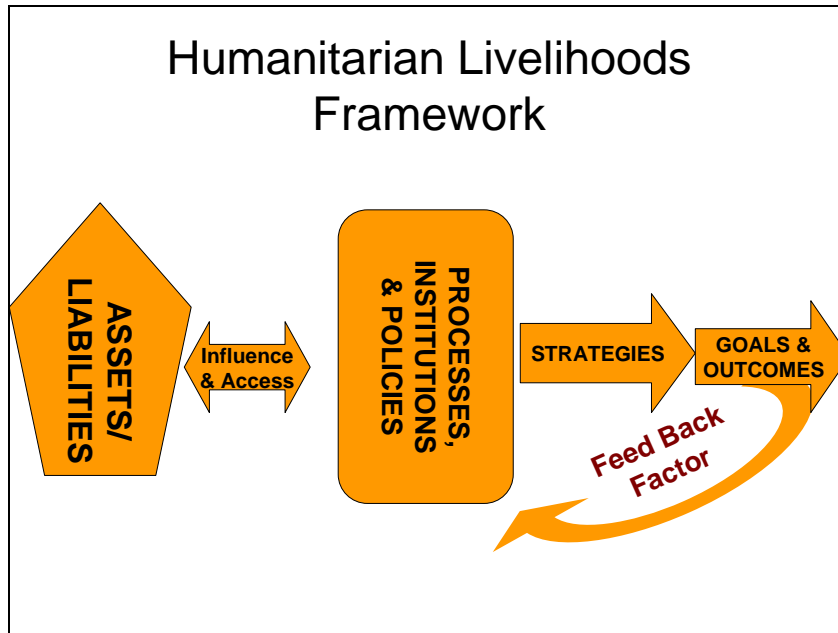 Humanitarian Livelihoods
Framework
ASSETS/
LIABILITIES
Influence
& Access
PROCESSES,
INSTITUTIONS
& POLICIES
STRATEGIES
GOALS &
OUTCOMES
Feed Back
Factor